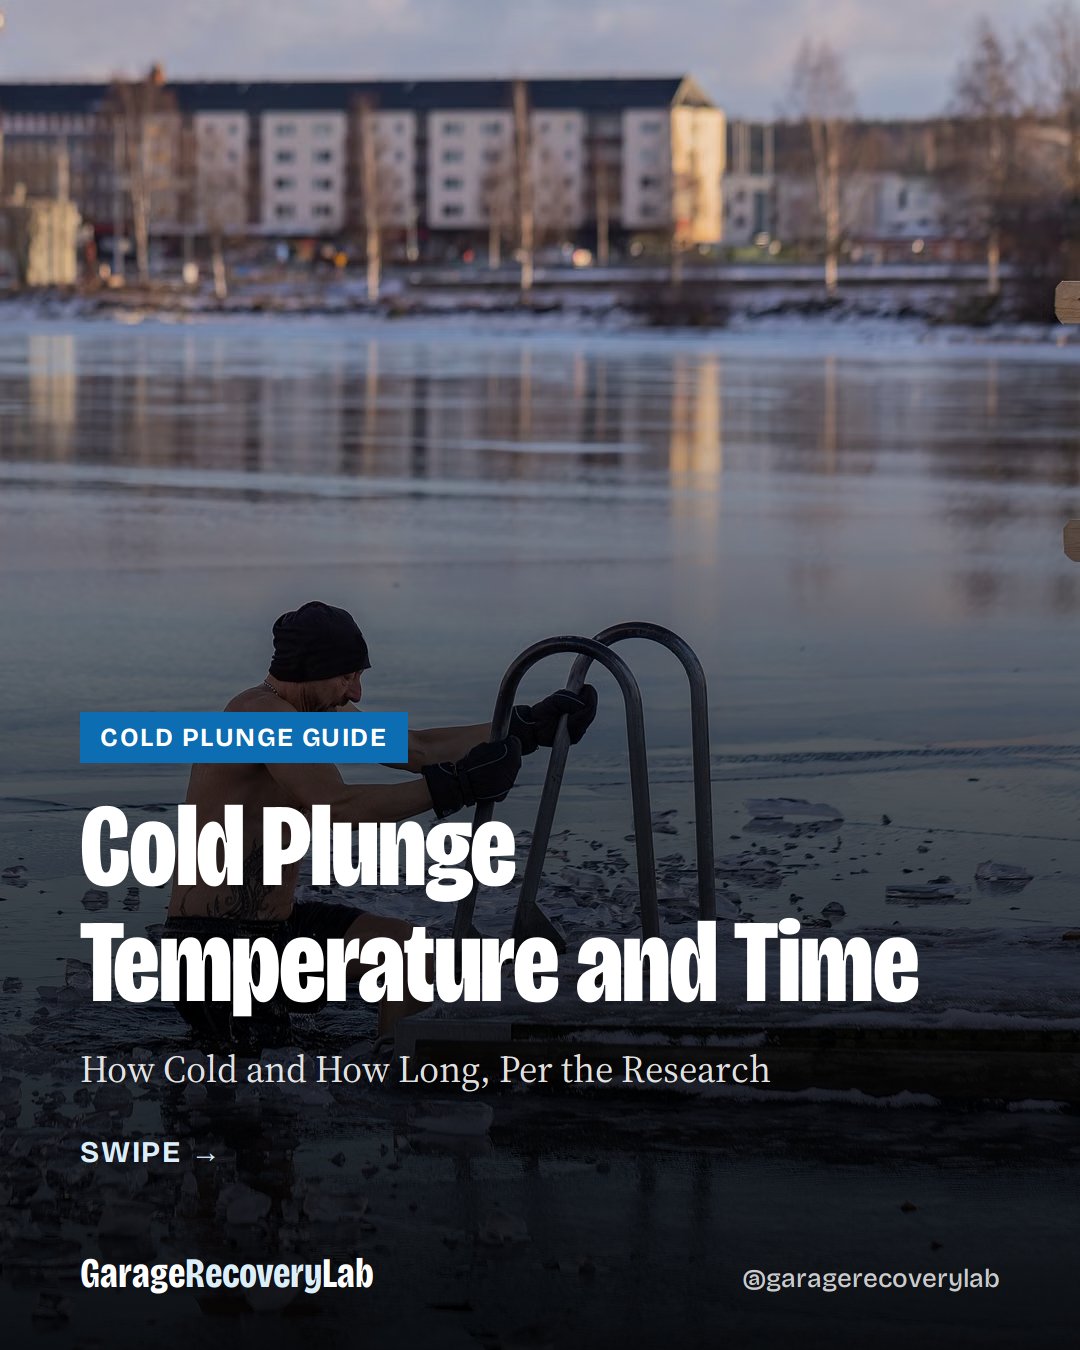 COLD PLUNGE GUIDE
Cold Plunge
Temperature and Time
How Cold and How Long, Per the Research
SWIPE →
GarageRecoveryLab
@garagerecoverylab